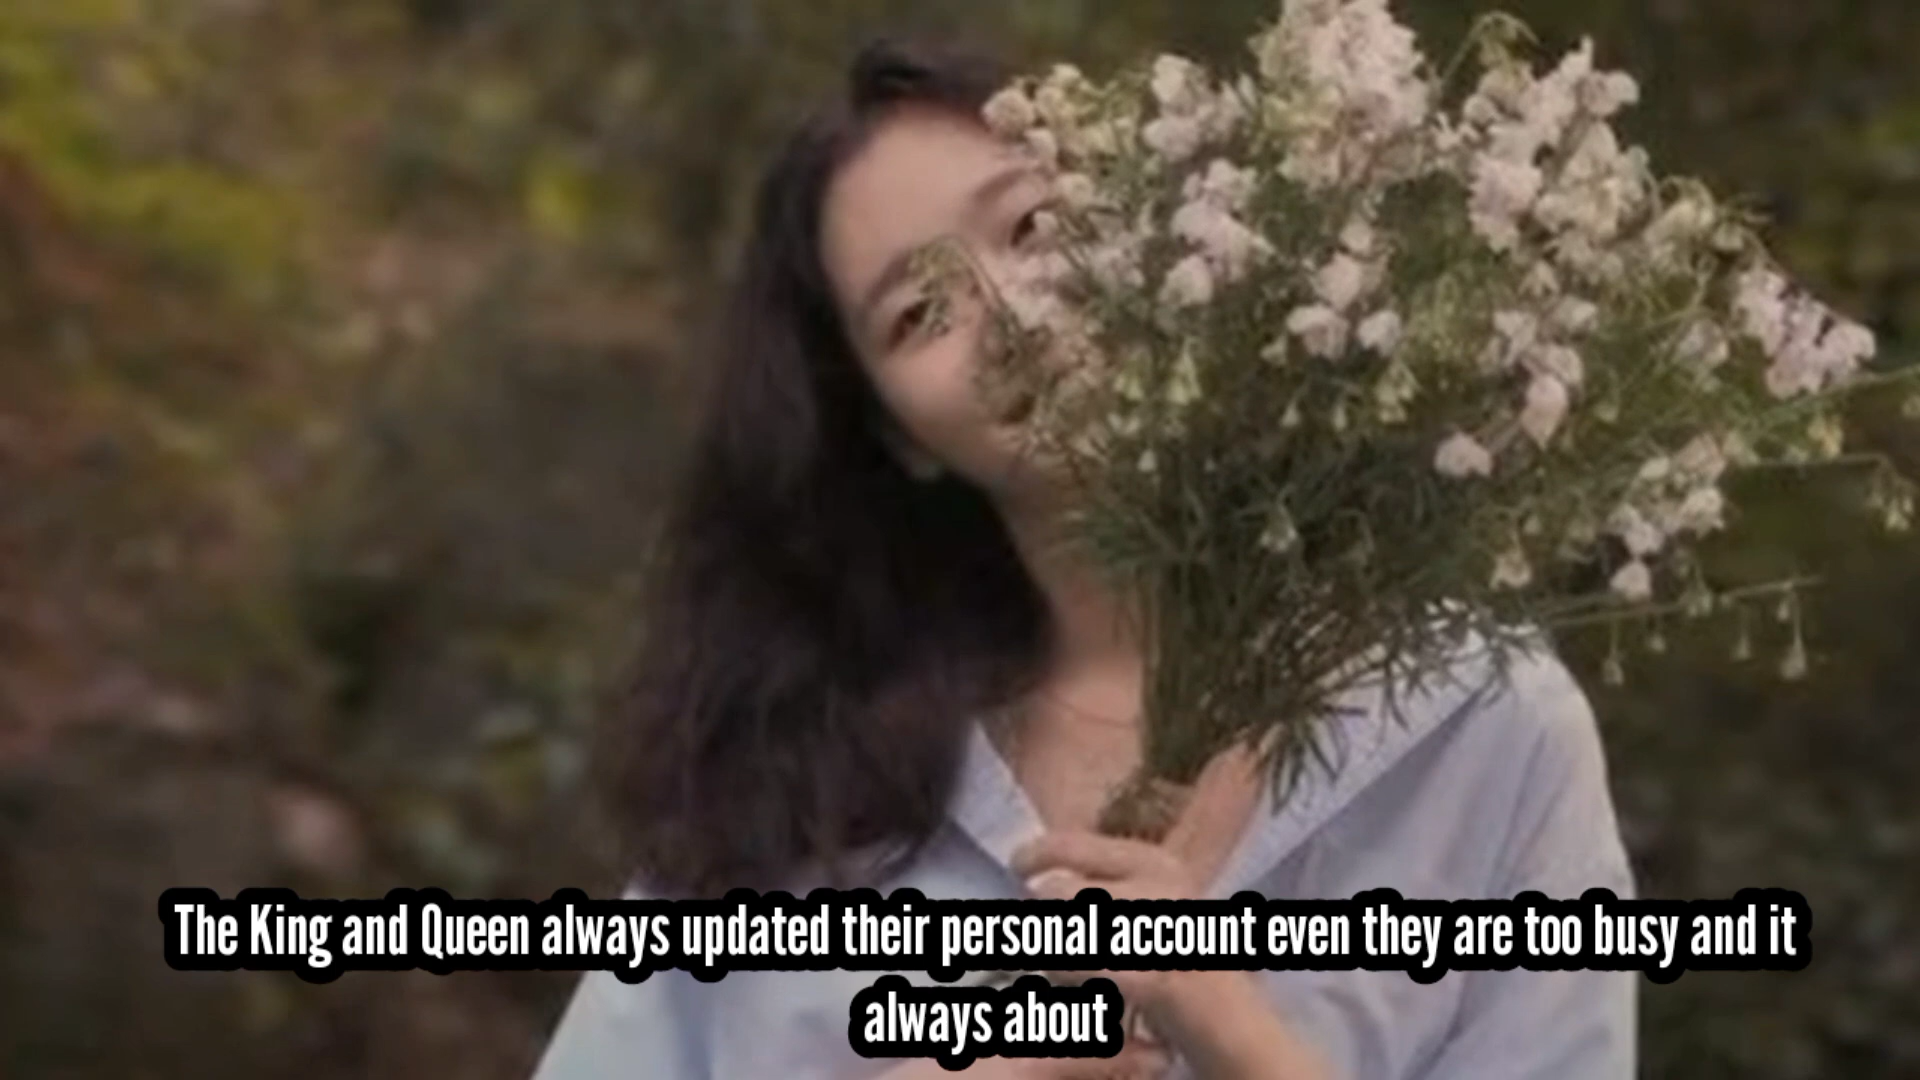 The King and Queen always updated their personal account even they are too busy and it
always about